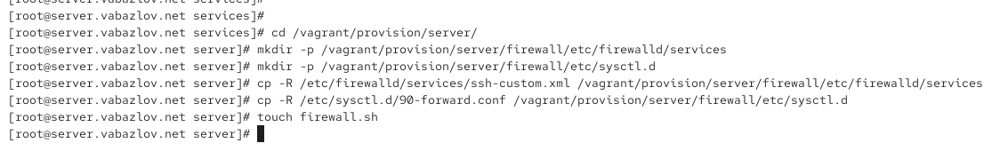 [root@server.vabazlov.net services]#
[root@server.vabazlov.net services]#
[root@server.vabazlov.net services]# cd /vagrant/provision/server/
[root@server.vabazlov.net server]# mkdir -p /vagrant/provision/server/firewall/etc/firewalld/services
[root@server.vabazlov.net server]# mkdir -p /vagrant/provision/server/firewall/etc/sysctl.d
[root@server.vabazlov.net server]# cp -R /etc/firewalld/services/ssh-custom.xml /vagrant/provision/server/firewall/etc/firewalld/services
[root@server.vabazlov.net server]# cp -R /etc/sysctl.d/90-forward.conf /vagrant/provision/server/firewall/etc/sysctl.d
[root@server.vabazlov.net server]# touch firewall.sh
[root@server.vabazlov.net server]#